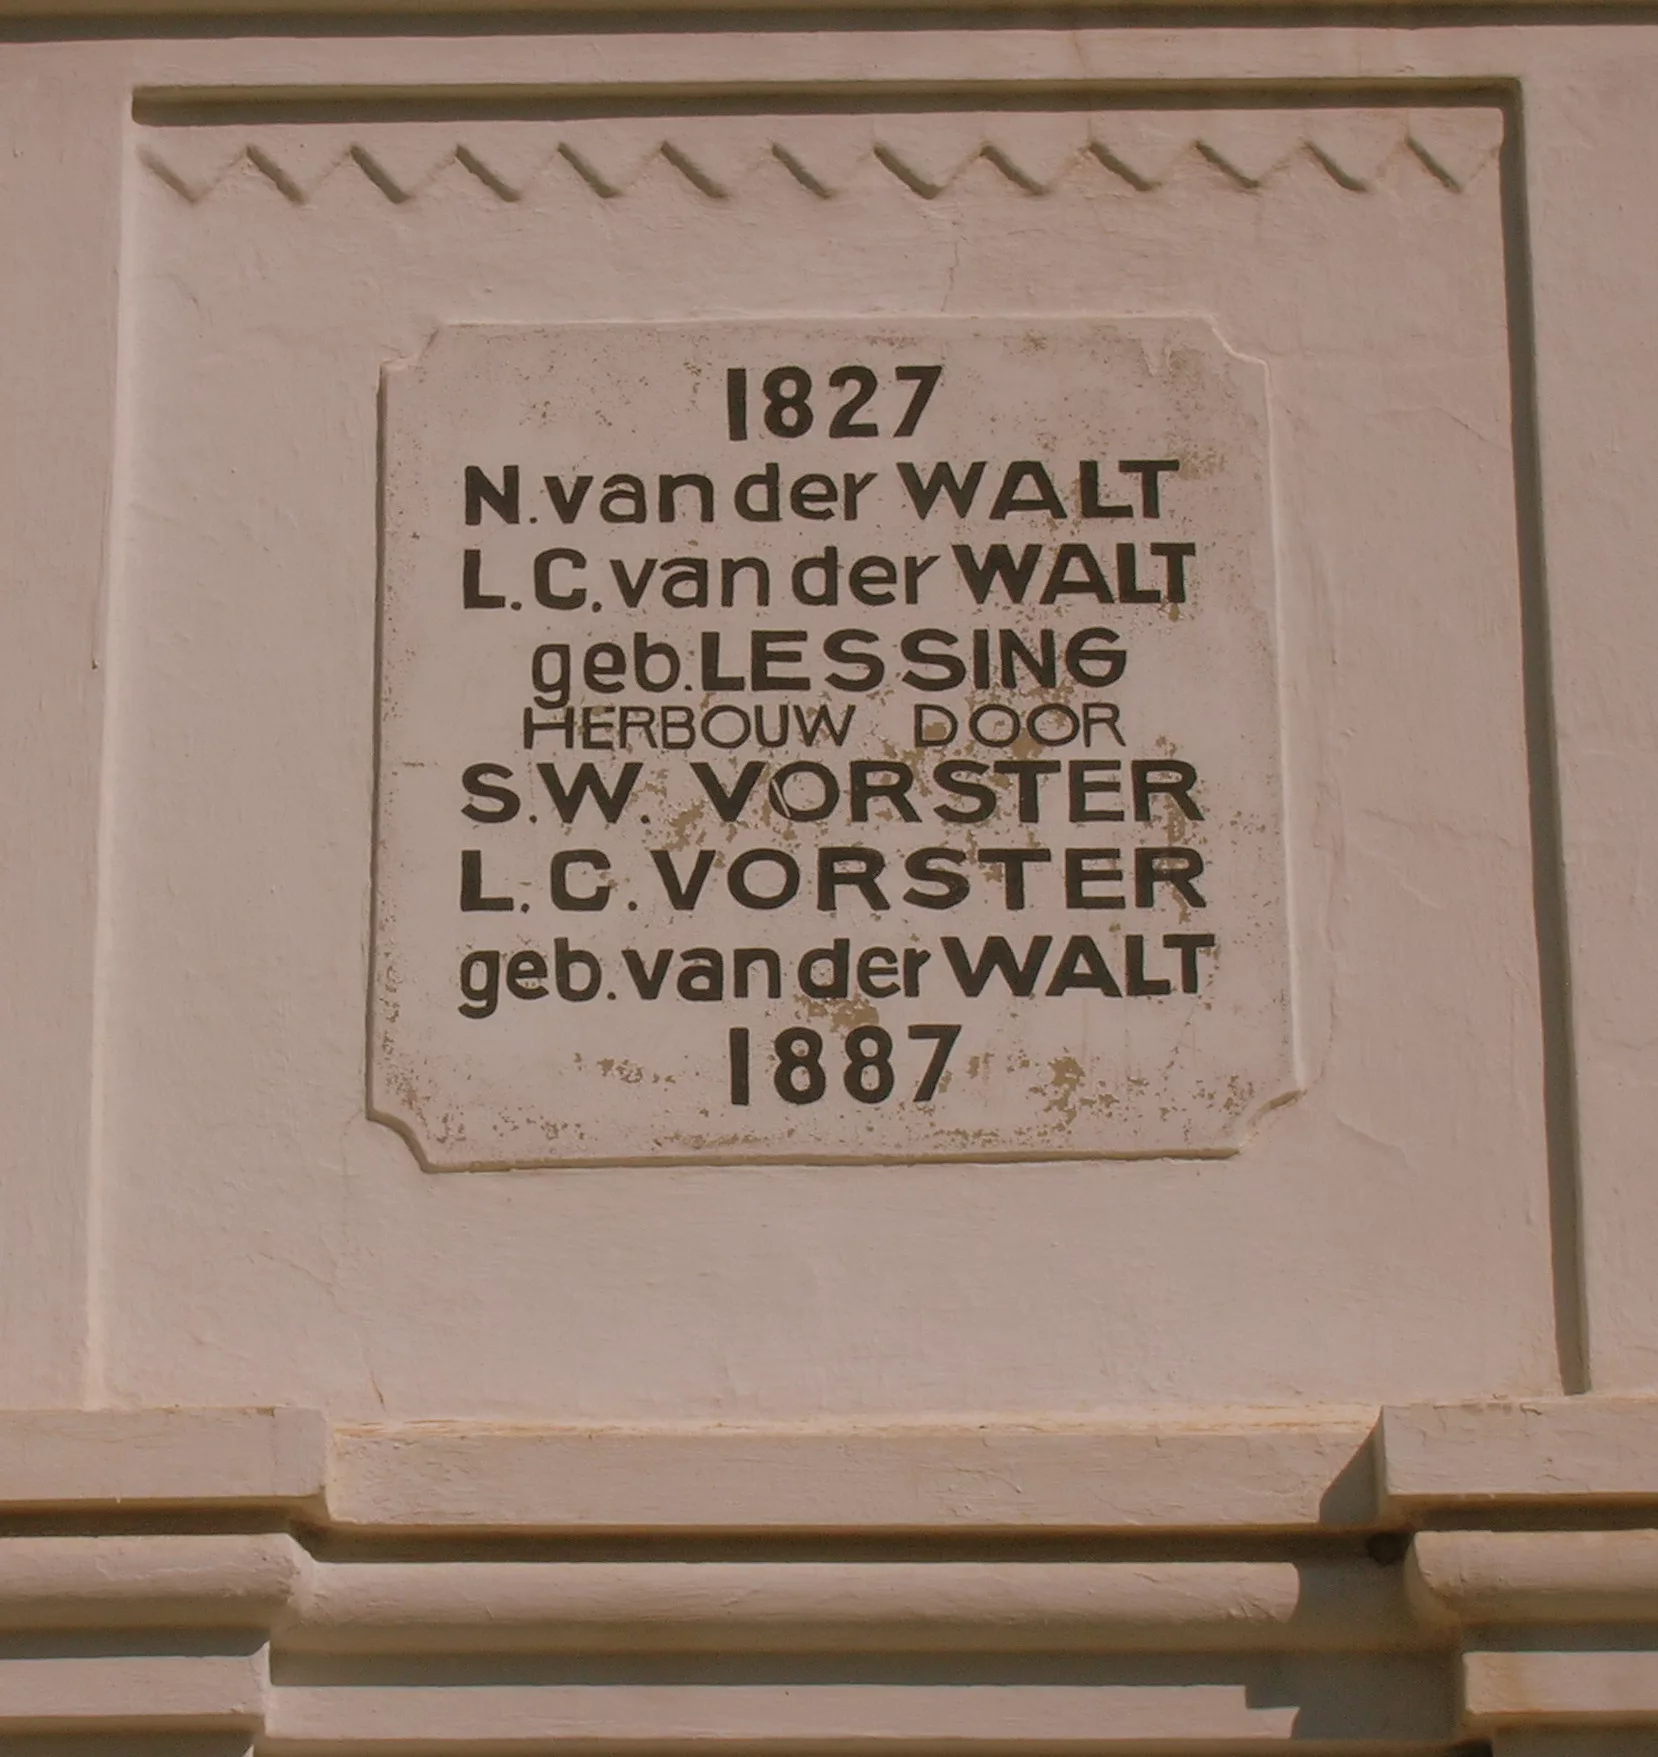 1827
N. van der WALT
L.C. van der WALT
geb. LESSING
HERBOUW DOOR
S.W. VORSTER
L.C. VORSTER
geb. van der WALT
1887